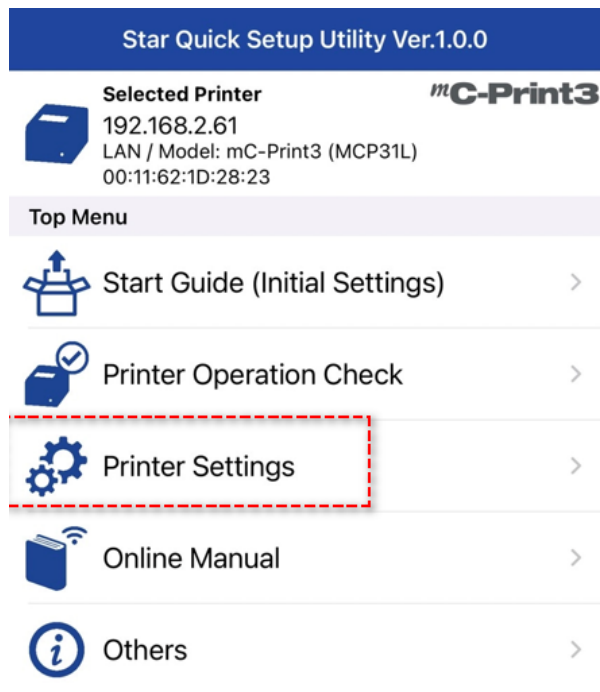 Star Quick Setup Utility Ver.1.0.0
Selected Printer
mC-Print3
192.168.2.61
LAN / Model: mC-Print3 (MCP31L)
00:11:62:1D:28:23
Top Menu
Start Guide (Initial Settings)
Printer Operation Check
Printer Settings
Online Manual
Others